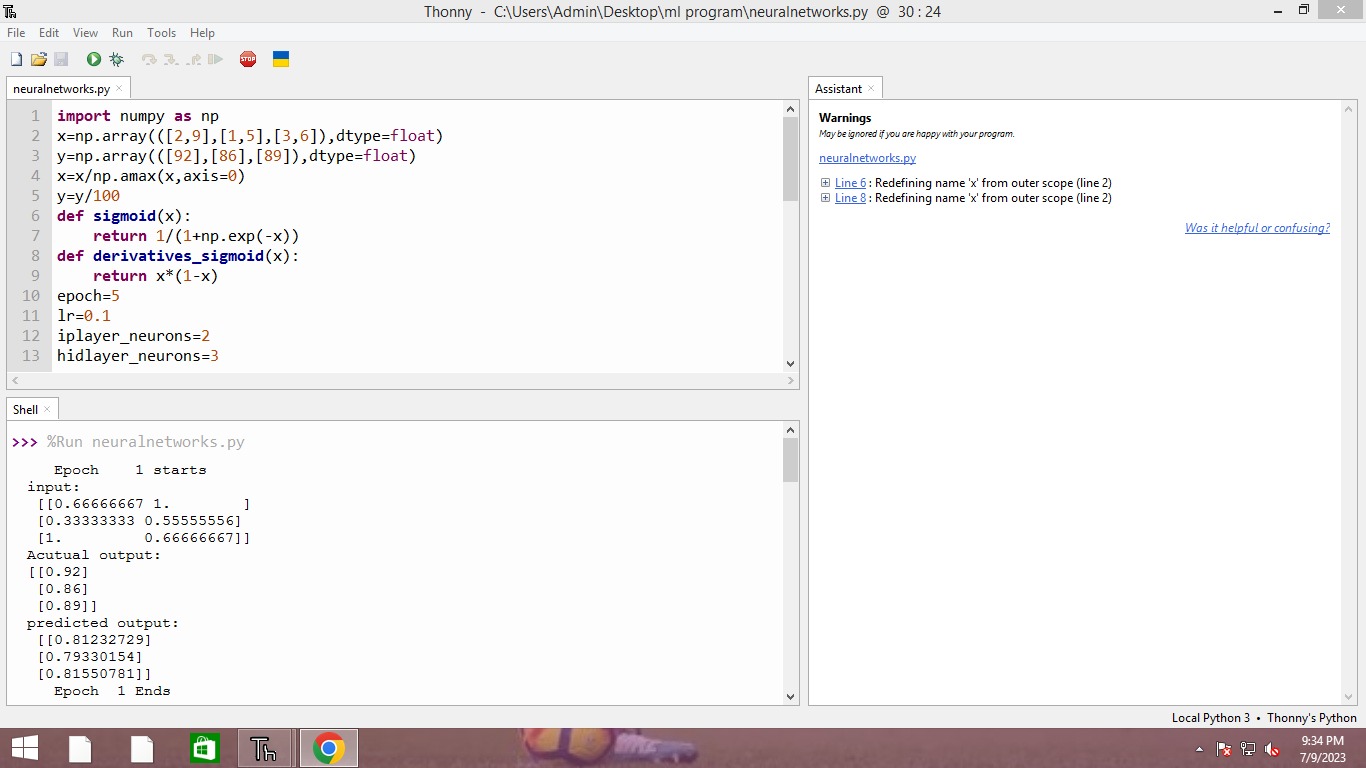 Th Thonny - C:\Users\Admin\Desktop\ml program\neuralnetworks.py @ 30 : 24
File Edit View Run Tools Help
STOP
neuralnetworks.py ×
1 import numpy as np
2 x=np.array(([2,9],[1,5],[3,6]),dtype=float)
3 y=np.array(([92],[86],[89]),dtype=float)
4 x=x/np.amax(x,axis=0)
5 y=y/100
6 def sigmoid(x):
7     return 1/(1+np.exp(-x))
8 def derivatives_sigmoid(x):
9     return x*(1-x)
10 epoch=5
11 lr=0.1
12 iplayer_neurons=2
13 hidlayer_neurons=3
Shell ×
>>> %Run neuralnetworks.py
Epoch    1 starts
input:
[[0.66666667 1.        ]
[0.33333333 0.55555556]
[1.         0.66666667]]
Acutual output:
[[0.92]
[0.86]
[0.89]]
predicted output:
[[0.81232729]
[0.79330154]
[0.81550781]]
Epoch  1 Ends
Assistant ×
Warnings
May be ignored if you are happy with your program.
neuralnetworks.py
Line 6 : Redefining name 'x' from outer scope (line 2)
Line 8 : Redefining name 'x' from outer scope (line 2)
Was it helpful or confusing?
Local Python 3 • Thonny's Python
Th
9:34 PM
7/9/2023